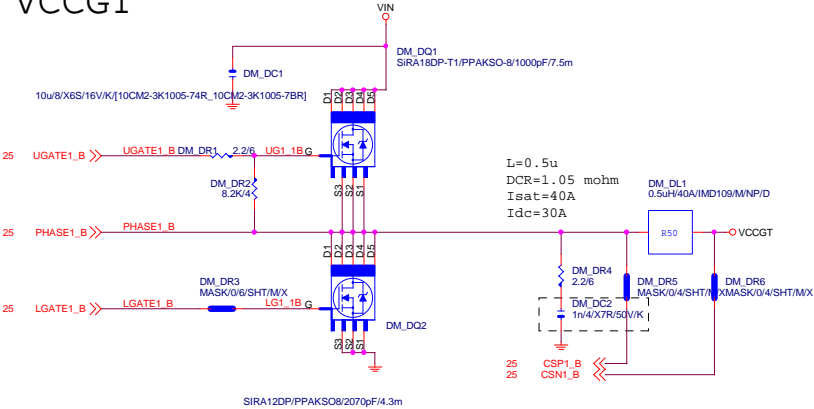 VCCGT
VIN
DM_DQ1
SiRA18DP-T1/PPAKSO-8/1000pF/7.5m
DM_DC1
10u/8/X6S/16V/K/[10CM2-3K1005-74R_10CM2-3K1005-7BR]
D1 D2 D3 D4 D5
25 UGATE1_B UGATE1_B DM_DR1 2.2/6 UG1_1B G
S3 S2 S1
DM_DR2
8.2K/4
L=0.5u
DCR=1.05 mohm
Isat=40A
Idc=30A
DM_DL1
0.5uH/40A/IMD109/M/NP/D
25 PHASE1_B PHASE1_B
R50
VCCGT
D1 D2 D3 D4 D5
DM_DR3
MASK/0/6/SHT/M/X
25 LGATE1_B LGATE1_B LG1_1B G
DM_DR4
2.2/6
DM_DR5
MASK/0/4/SHT/M/X
DM_DR6
MASK/0/4/SHT/M/X
DM_DC2
1n/4/X7R/50V/K
DM_DQ2
S3 S2 S1
25 CSP1_B
25 CSN1_B
SIRA12DP/PPAKSO8/2070pF/4.3m